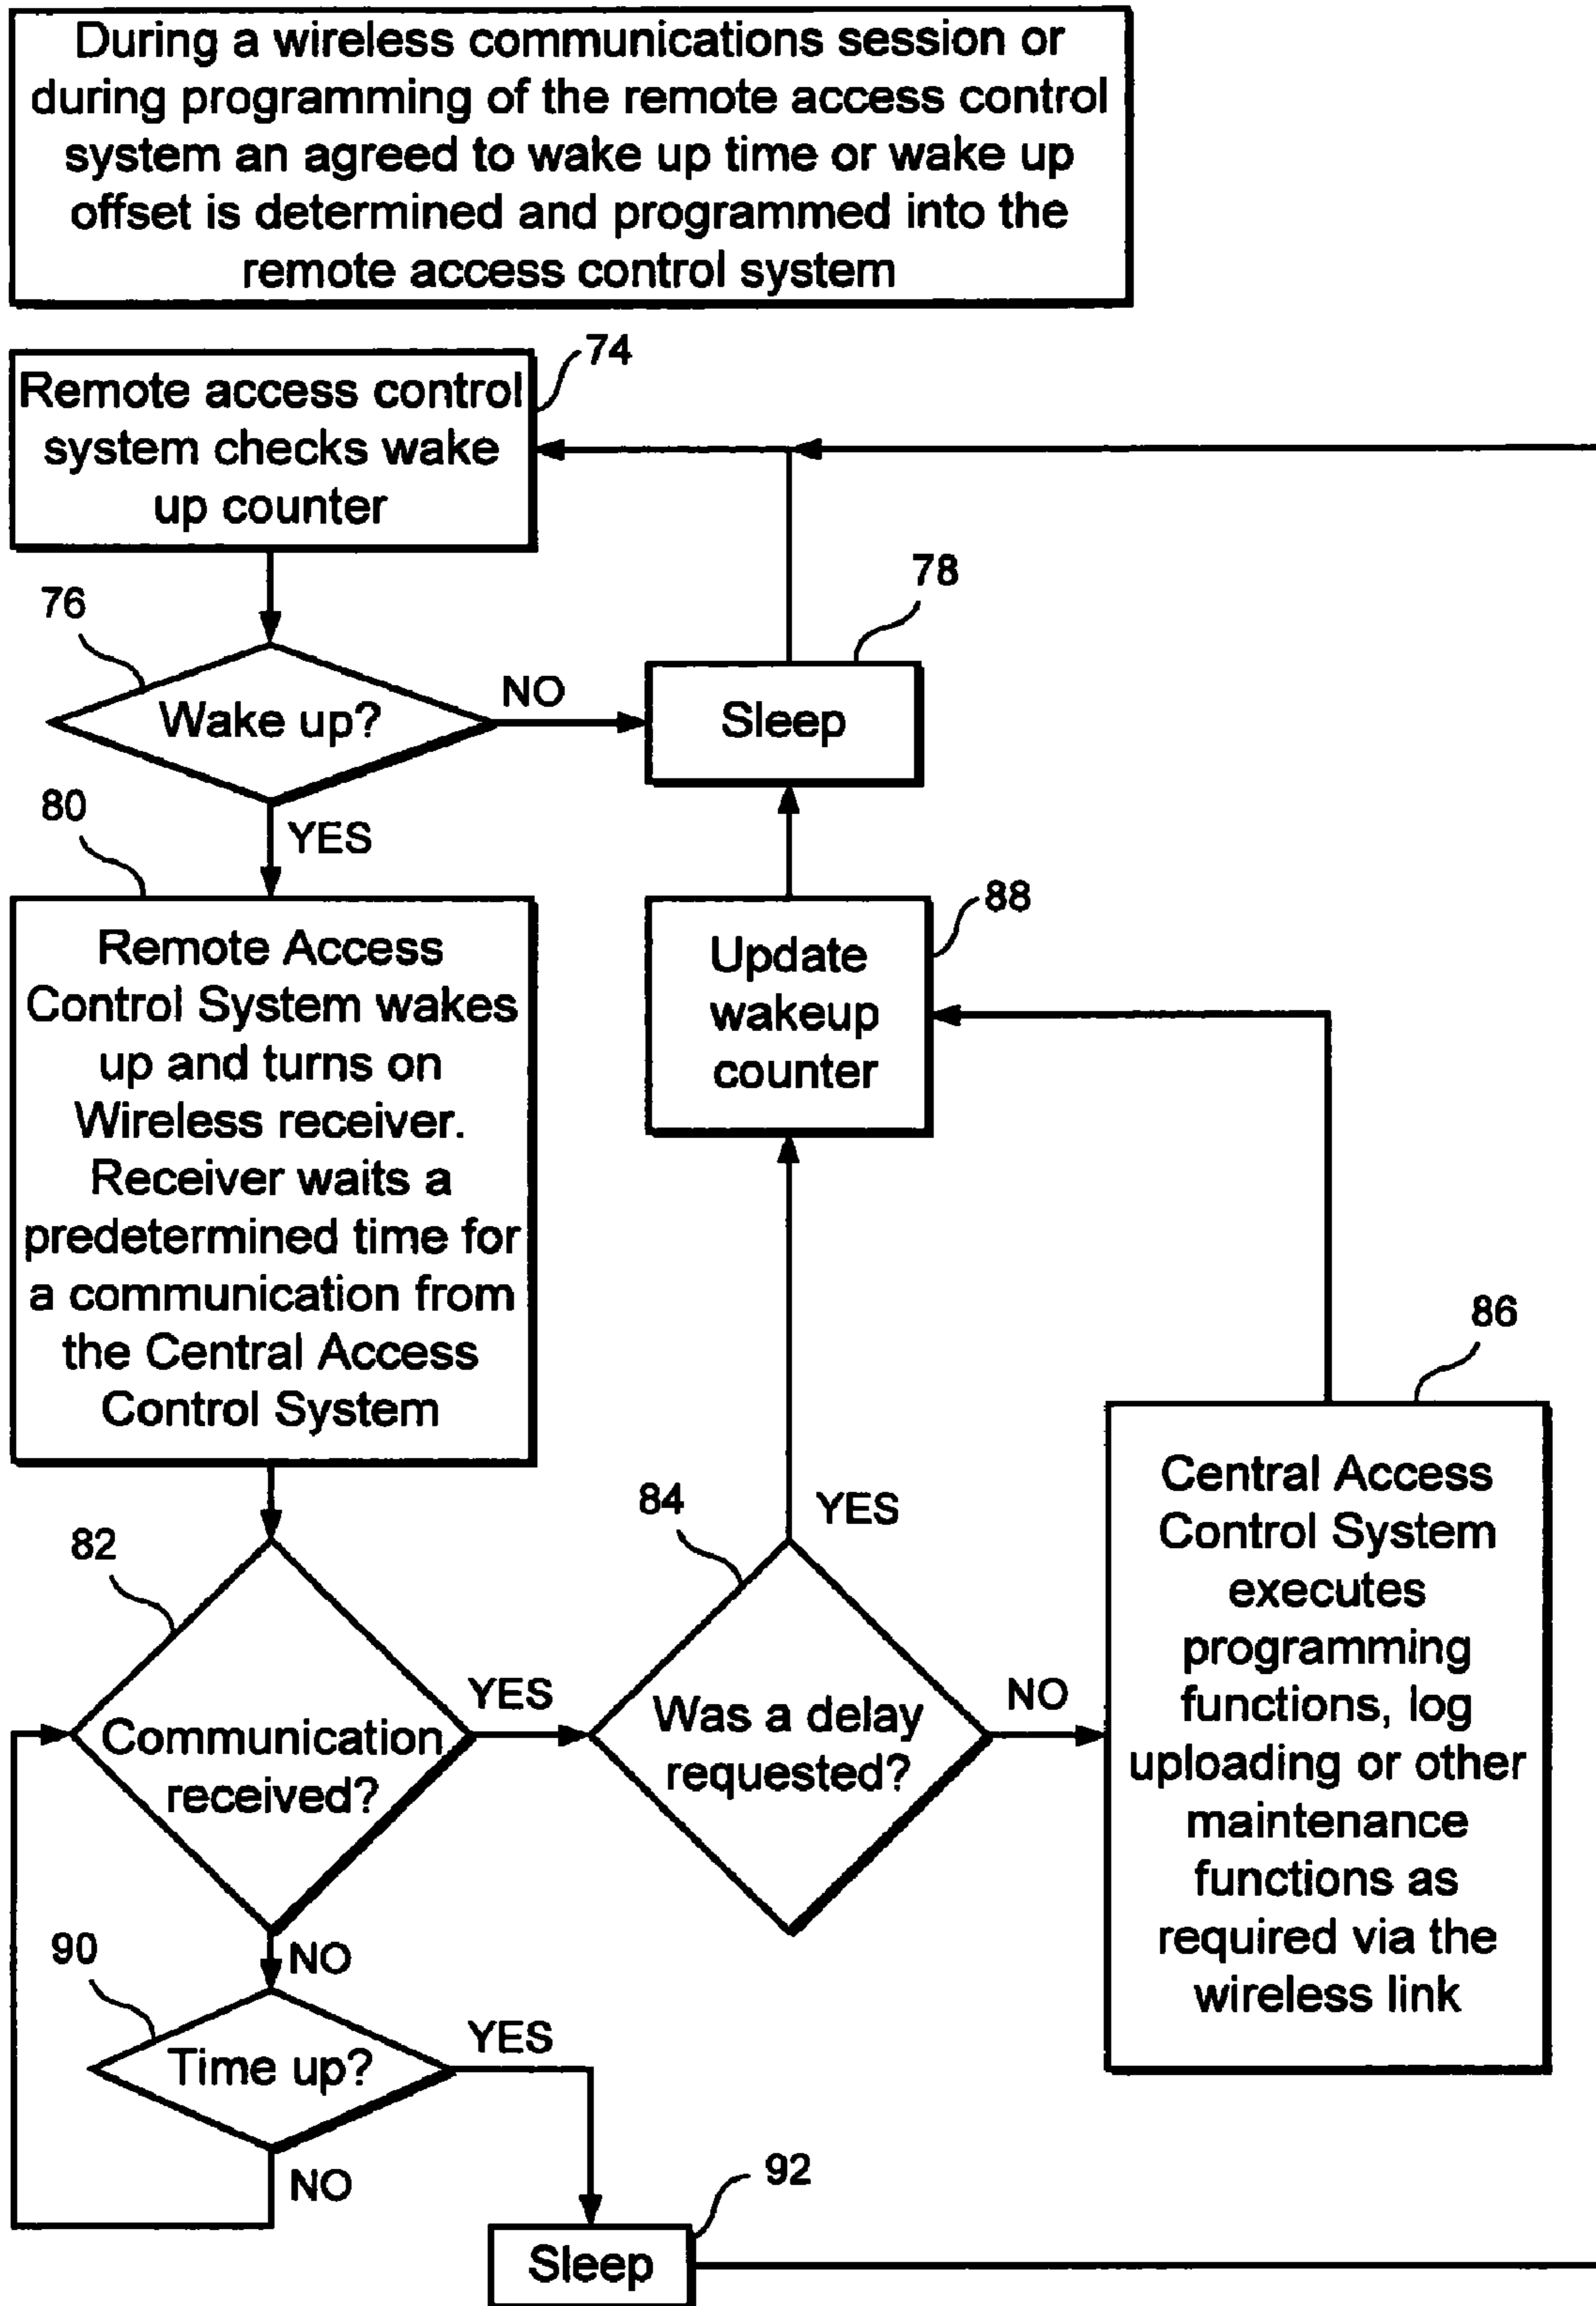 During a wireless communications session or
during programming of the remote access control
system an agreed to wake up time or wake up
offset is determined and programmed into the
remote access control system
74
Remote access control
system checks wake
up counter
76
Wake up?
NO
78
Sleep
YES
80
Remote Access
Control System wakes
up and turns on
Wireless receiver.
Receiver waits a
predetermined time for
a communication from
the Central Access
Control System
88
Update
wakeup
counter
82
Communication
received?
YES
84
Was a delay
requested?
YES
NO
86
Central Access
Control System
executes
programming
functions, log
uploading or other
maintenance
functions as
required via the
wireless link
NO
90
Time up?
YES
NO
92
Sleep